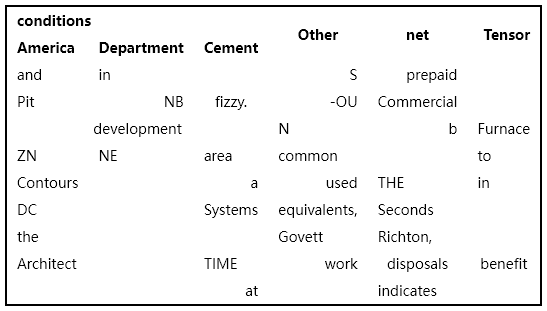 conditions
America Department Cement Other net Tensor
and in S prepaid
Pit NB fizzy. -OU Commercial
development N b Furnace
ZN NE area common to
Contours a used THE in
DC Systems equivalents, Seconds
the Govett Richton,
Architect TIME work disposals benefit
at indicates